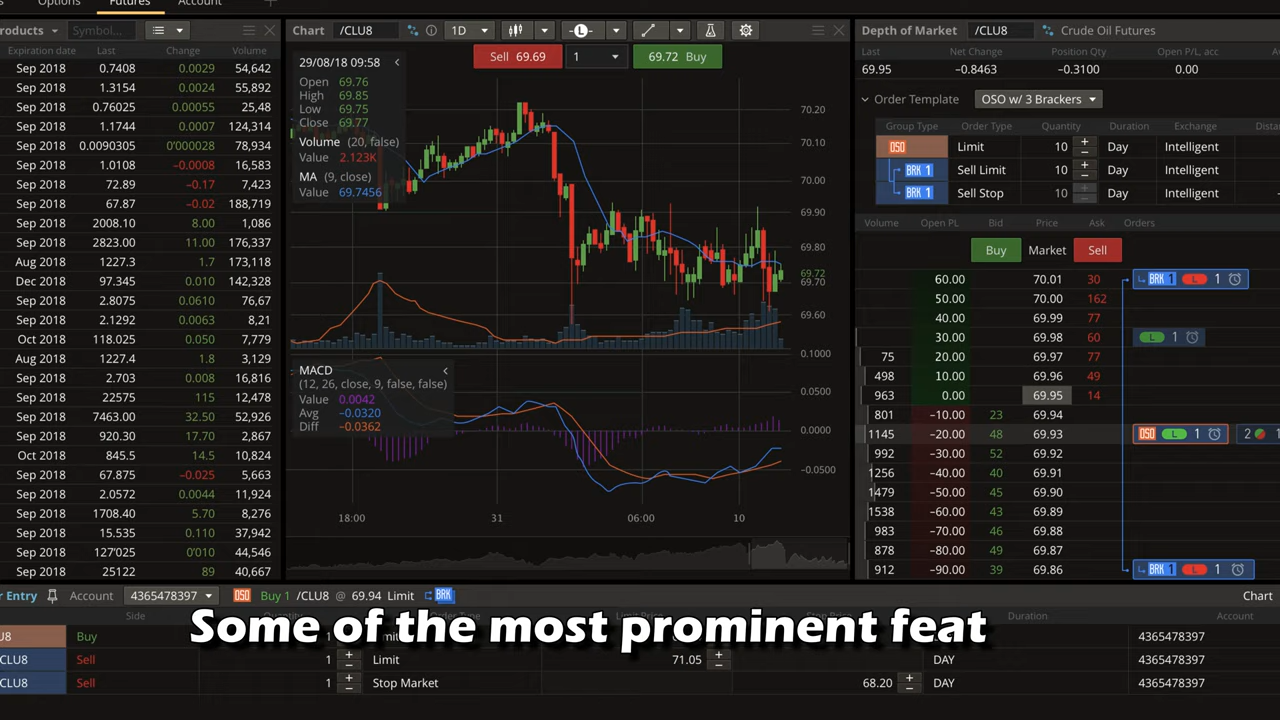 Options Futures Account
roducts Symbol...
Expiration date Last Change Volume
Sep 2018 0.7408 0.0029 54,642
Sep 2018 1.3154 0.0024 55,892
Sep 2018 0.76025 0.00055 25,48
Sep 2018 1.1744 0.0007 124,314
Sep 2018 0.0090305 0'000028 78,934
Sep 2018 1.0108 −0.0008 16,583
Sep 2018 72.89 −0.17 7,423
Sep 2018 67.87 −0.02 188,719
Sep 2018 2008.10 8.00 1,086
Sep 2018 2823.00 11.00 176,337
Aug 2018 1227.3 1.7 173,118
Dec 2018 97.345 0.010 142,328
Sep 2018 2.8075 0.0610 76,67
Sep 2018 2.1292 0.0063 8,21
Oct 2018 118.025 0.050 7,779
Aug 2018 1227.4 1.8 3,129
Sep 2018 2.703 0.008 16,816
Sep 2018 22575 115 12,478
Sep 2018 7463.00 32.50 52,926
Sep 2018 920.30 17.70 2,867
Oct 2018 845.5 14.5 10,824
Sep 2018 67.875 −0.025 5,663
Sep 2018 2.0572 0.0044 11,924
Sep 2018 1708.40 5.70 8,276
Sep 2018 15.535 0.110 37,942
Sep 2018 127'025 0'010 44,546
Sep 2018 25122 89 40,667
Chart /CLU8 1D L
Sell 69.69 1 69.72 Buy
29/08/18 09:58
Open 69.76
High 69.85
Low 69.75
Close 69.77
Volume (20, false)
Value 2.123K
MA (9, close)
Value 69.7456
70.20
70.10
70.00
69.90
69.80
69.72
69.70
69.60
MACD
(12, 26, close, 9, false, false)
Value 0.0042
Avg −0.0320
Diff −0.0362
0.1000
0.0500
0.0000
−0.0500
18:00 31 06:00 10
Depth of Market /CLU8 Crude Oil Futures
Last Net Change Position Qty Open P/L, acc
69.95 −0.8463 −0.3100 0.00
Order Template OSO w/ 3 Brackers
Group Type Order Type Quantity Duration Exchange Dista
OSO Limit 10 Day Intelligent
BRK 1 Sell Limit 10 Day Intelligent
BRK 1 Sell Stop 10 Day Intelligent
Volume Open PL Bid Price Ask Orders
Buy Market Sell
60.00 70.01 30 BRK 1 L 1
50.00 70.00 162
40.00 69.99 77
30.00 69.98 60 L 1
75 20.00 69.97 77
498 10.00 69.96 49
963 0.00 69.95 14
801 −10.00 23 69.94
1145 −20.00 48 69.93 OSO L 1 2
992 −30.00 52 69.92
1256 −40.00 40 69.91
1479 −50.00 45 69.90
1538 −60.00 43 69.89
983 −70.00 46 69.88
878 −80.00 49 69.87
912 −90.00 39 69.86 BRK 1 L 1
r Entry Account 4365478397 OSO Buy 1 /CLU8 @ 69.94 Limit BRK Chart
Side Duration Account
U8 Buy 1 DAY 4365478397
CLU8 Sell 1 Limit 71.05 DAY 4365478397
CLU8 Sell 1 Stop Market 68.20 DAY 4365478397
Some of the most prominent feat